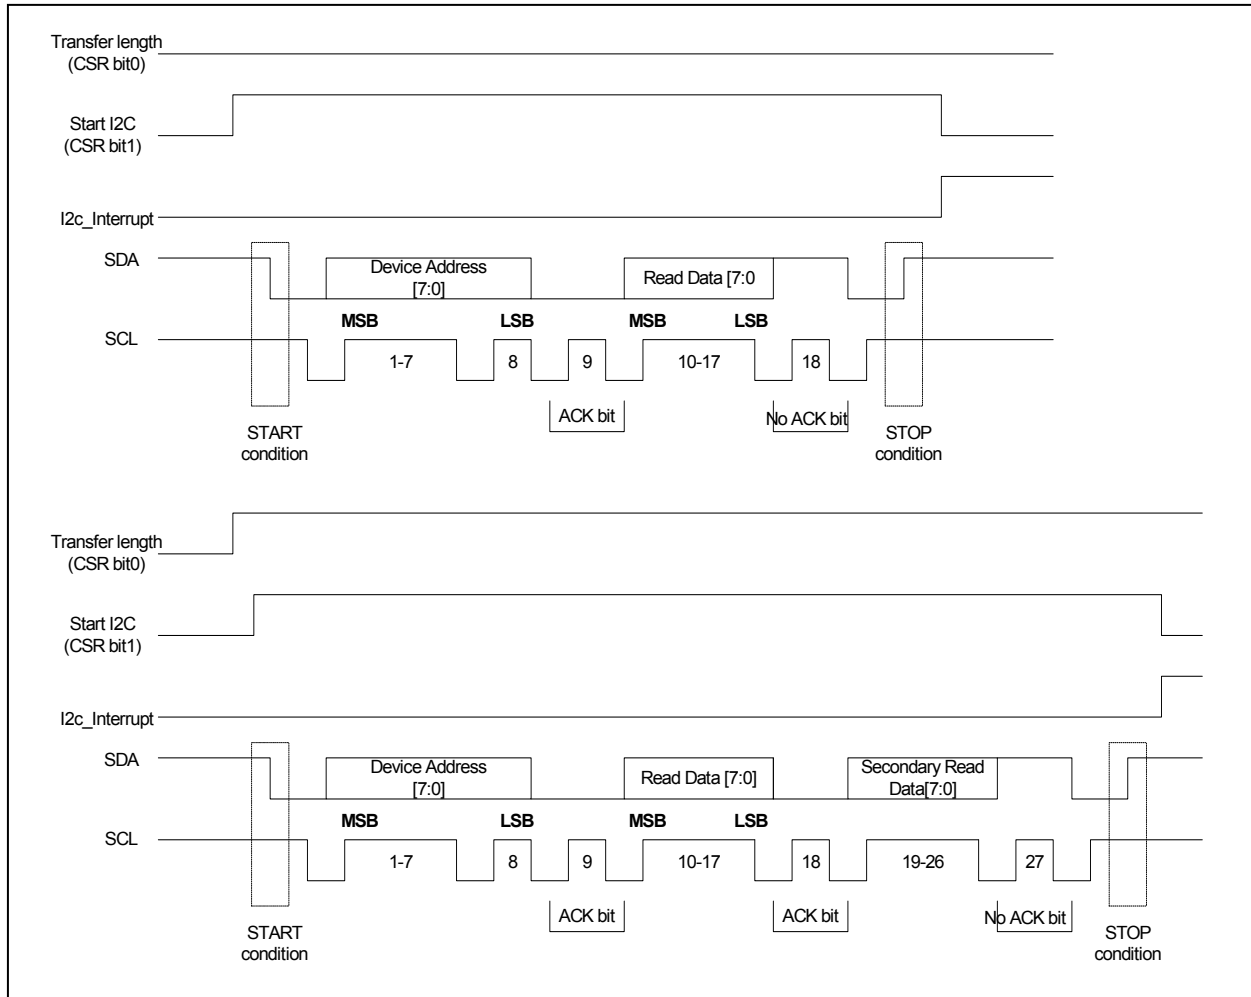 Transfer length
(CSR bit0)
Start I2C
(CSR bit1)
I2c_Interrupt
SDA
Device Address
[7:0]
Read Data [7:0
MSB
LSB
MSB
LSB
SCL
1-7
8
9
10-17
18
ACK bit
No ACK bit
START
condition
STOP
condition
Transfer length
(CSR bit0)
Start I2C
(CSR bit1)
I2c_Interrupt
SDA
Device Address
[7:0]
Read Data [7:0]
Secondary Read
Data[7:0]
MSB
LSB
MSB
LSB
SCL
1-7
8
9
10-17
18
19-26
27
ACK bit
ACK bit
No ACK bit
START
condition
STOP
condition